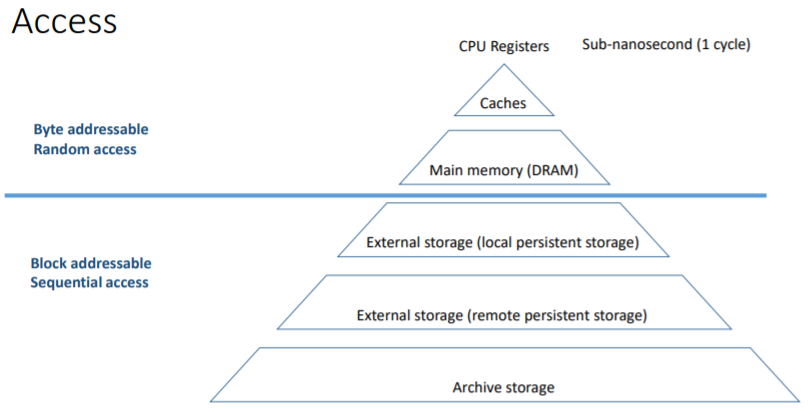 Access
CPU Registers
Sub-nanosecond (1 cycle)
Caches
Byte addressable
Random access
Main memory (DRAM)
External storage (local persistent storage)
Block addressable
Sequential access
External storage (remote persistent storage)
Archive storage